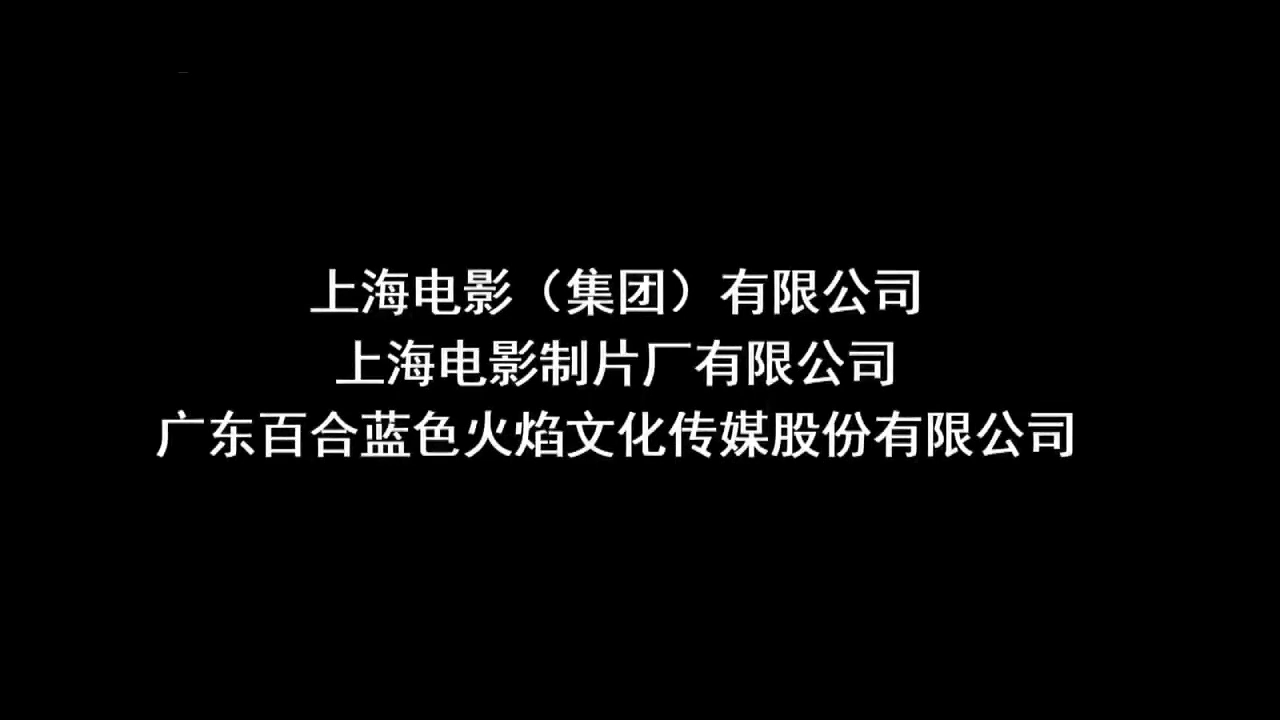 上海电影（集团）有限公司
上海电影制片厂有限公司
广东百合蓝色火焰文化传媒股份有限公司